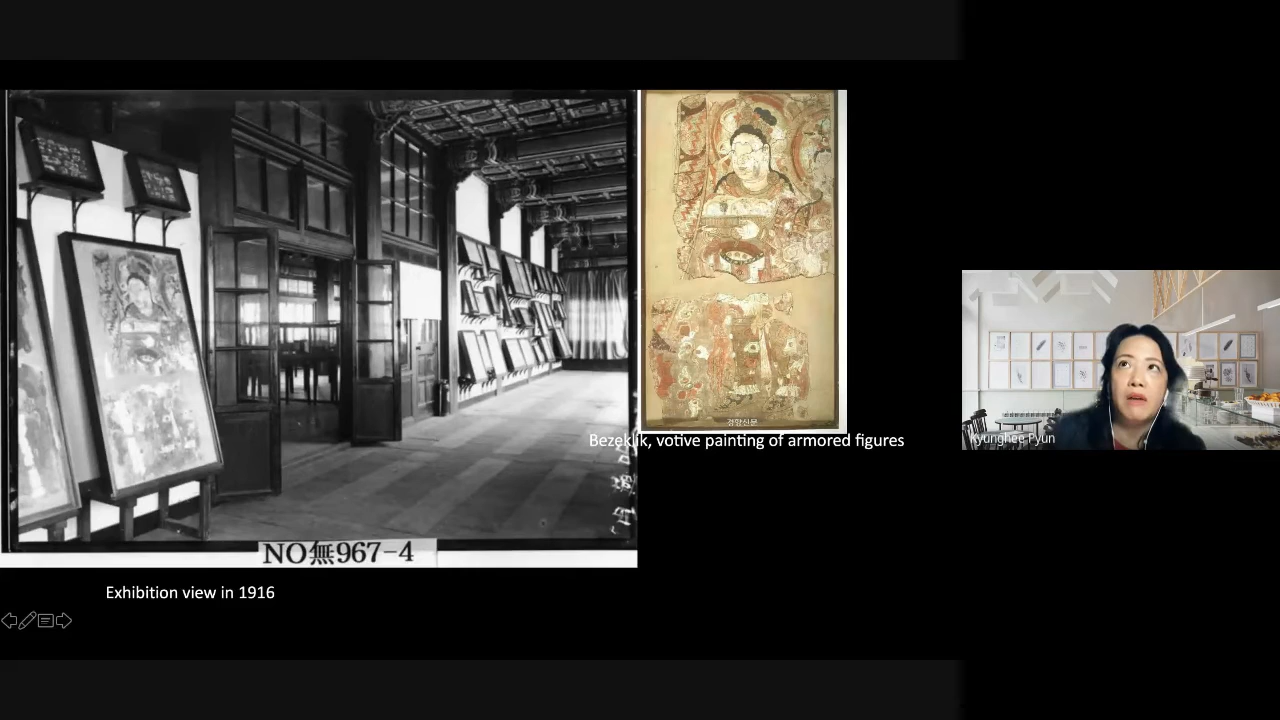 NO無967-4
경향신문
Bezeklik, votive painting of armored figures
Exhibition view in 1916
Kyunghee Pyun